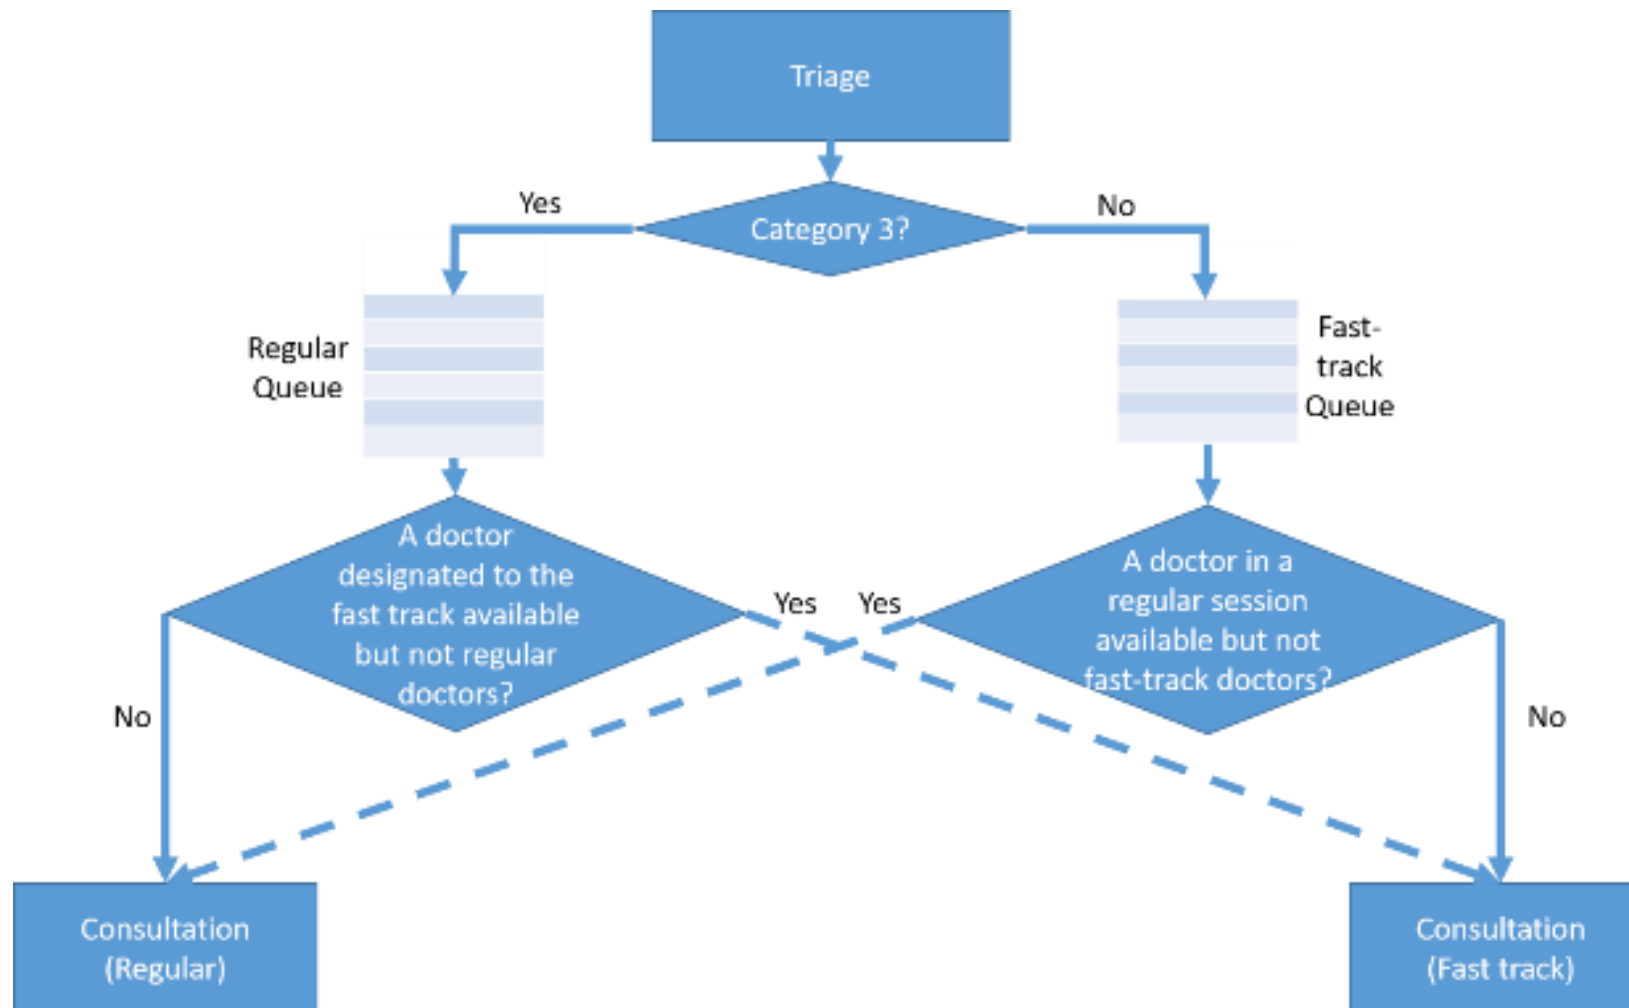 Triage
Yes
Category 3?
No
Regular
Queue
Fast-
track
Queue
A doctor
designated to the
fast track available
but not regular
doctors?
Yes
Yes
A doctor in a
regular session
available but not
fast-track doctors?
No
No
Consultation
(Regular)
Consultation
(Fast track)